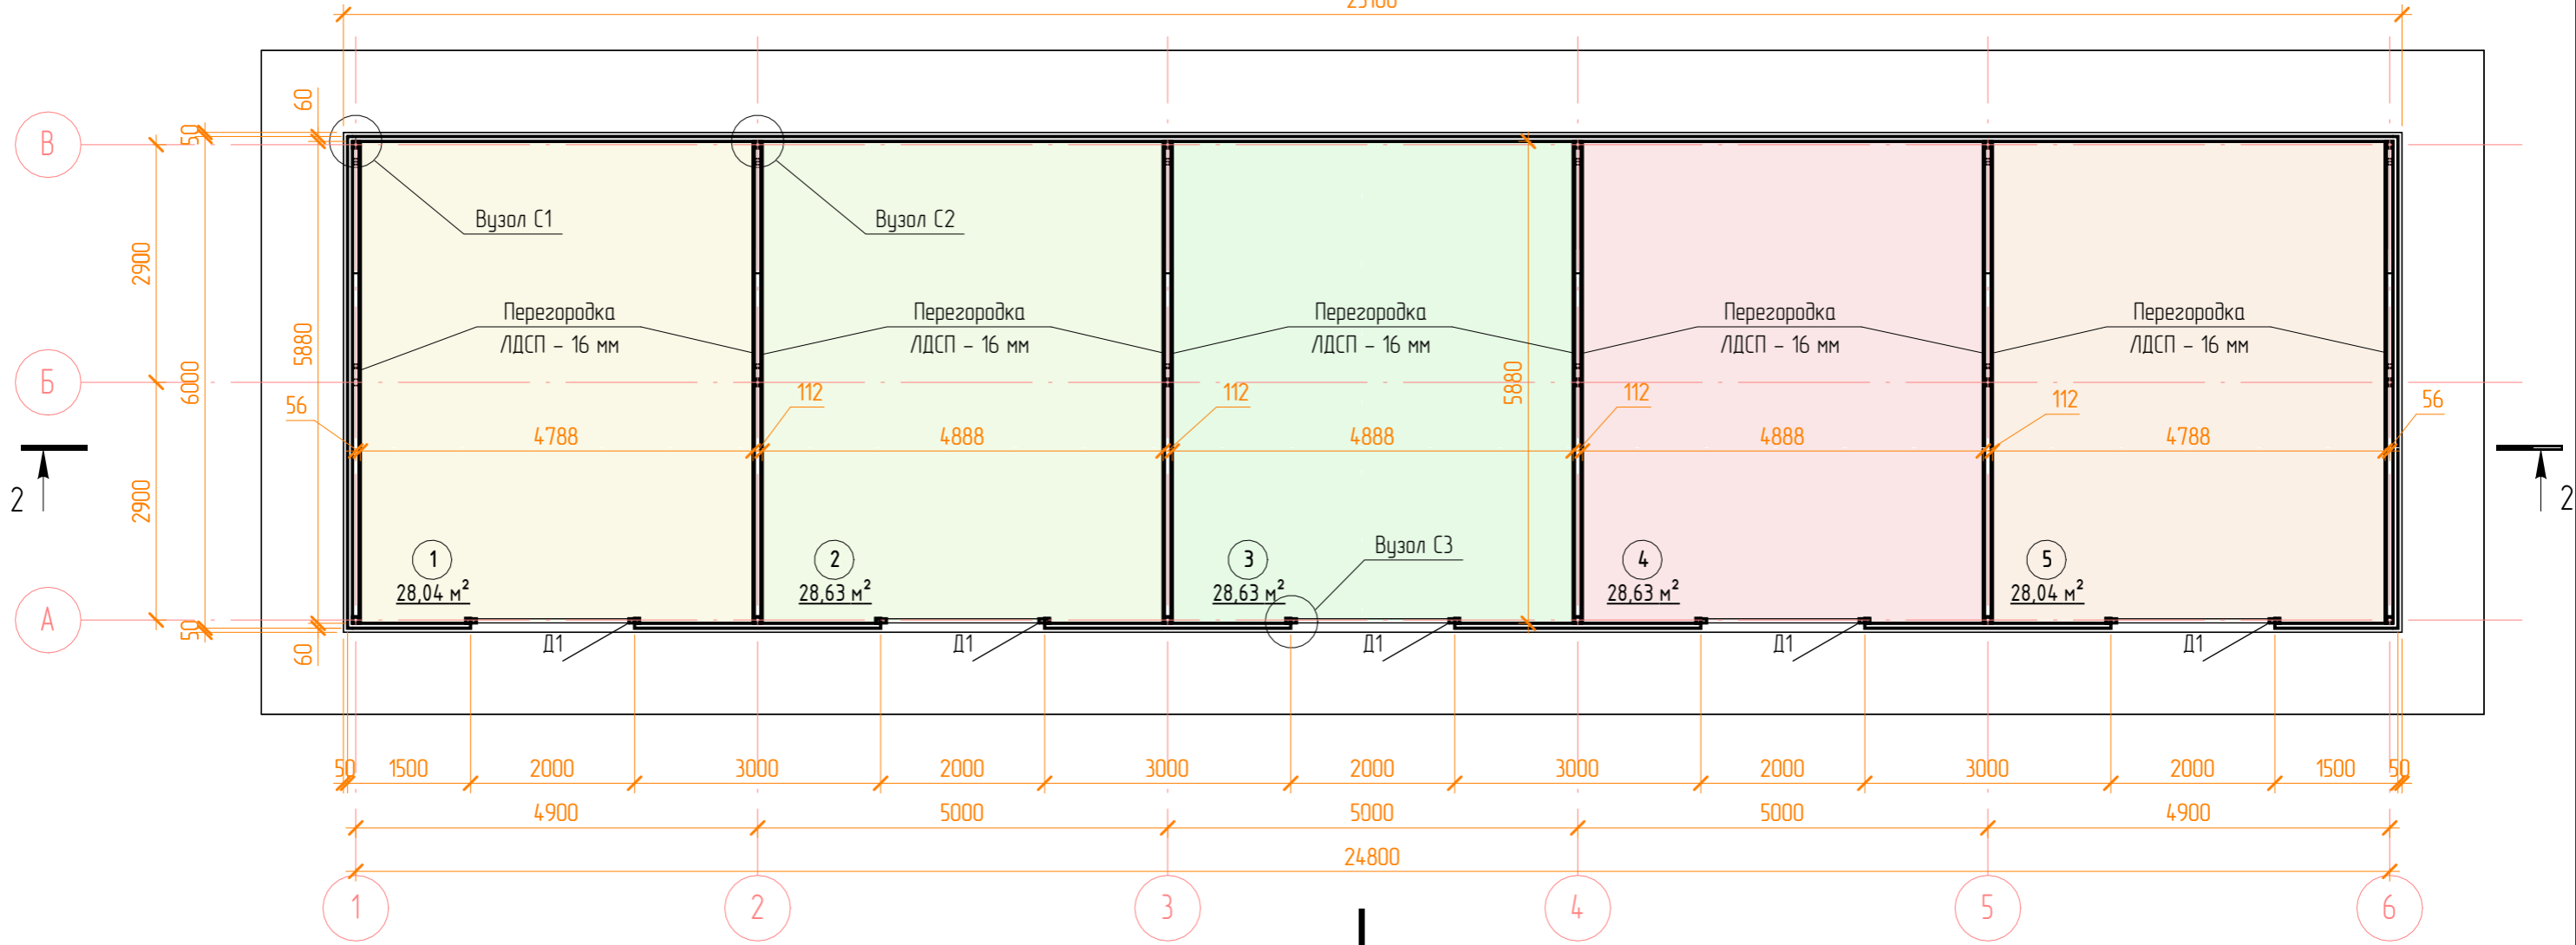 25100
60
50
В
Вузол С1
Вузол С2
2900
Перегородка
ЛДСП – 16 мм
Перегородка
ЛДСП – 16 мм
Перегородка
ЛДСП – 16 мм
Перегородка
ЛДСП – 16 мм
Перегородка
ЛДСП – 16 мм
5880
6000
5880
Б
56
112
112
112
112
56
4788
4888
4888
4888
4788
2
2900
2
Вузол С3
1
28,04 м²
2
28,63 м²
3
28,63 м²
4
28,63 м²
5
28,04 м²
А
50
60
Д1
Д1
Д1
Д1
Д1
50
1500
2000
3000
2000
3000
2000
3000
2000
3000
2000
1500
50
4900
5000
5000
5000
4900
24800
1
2
3
4
5
6